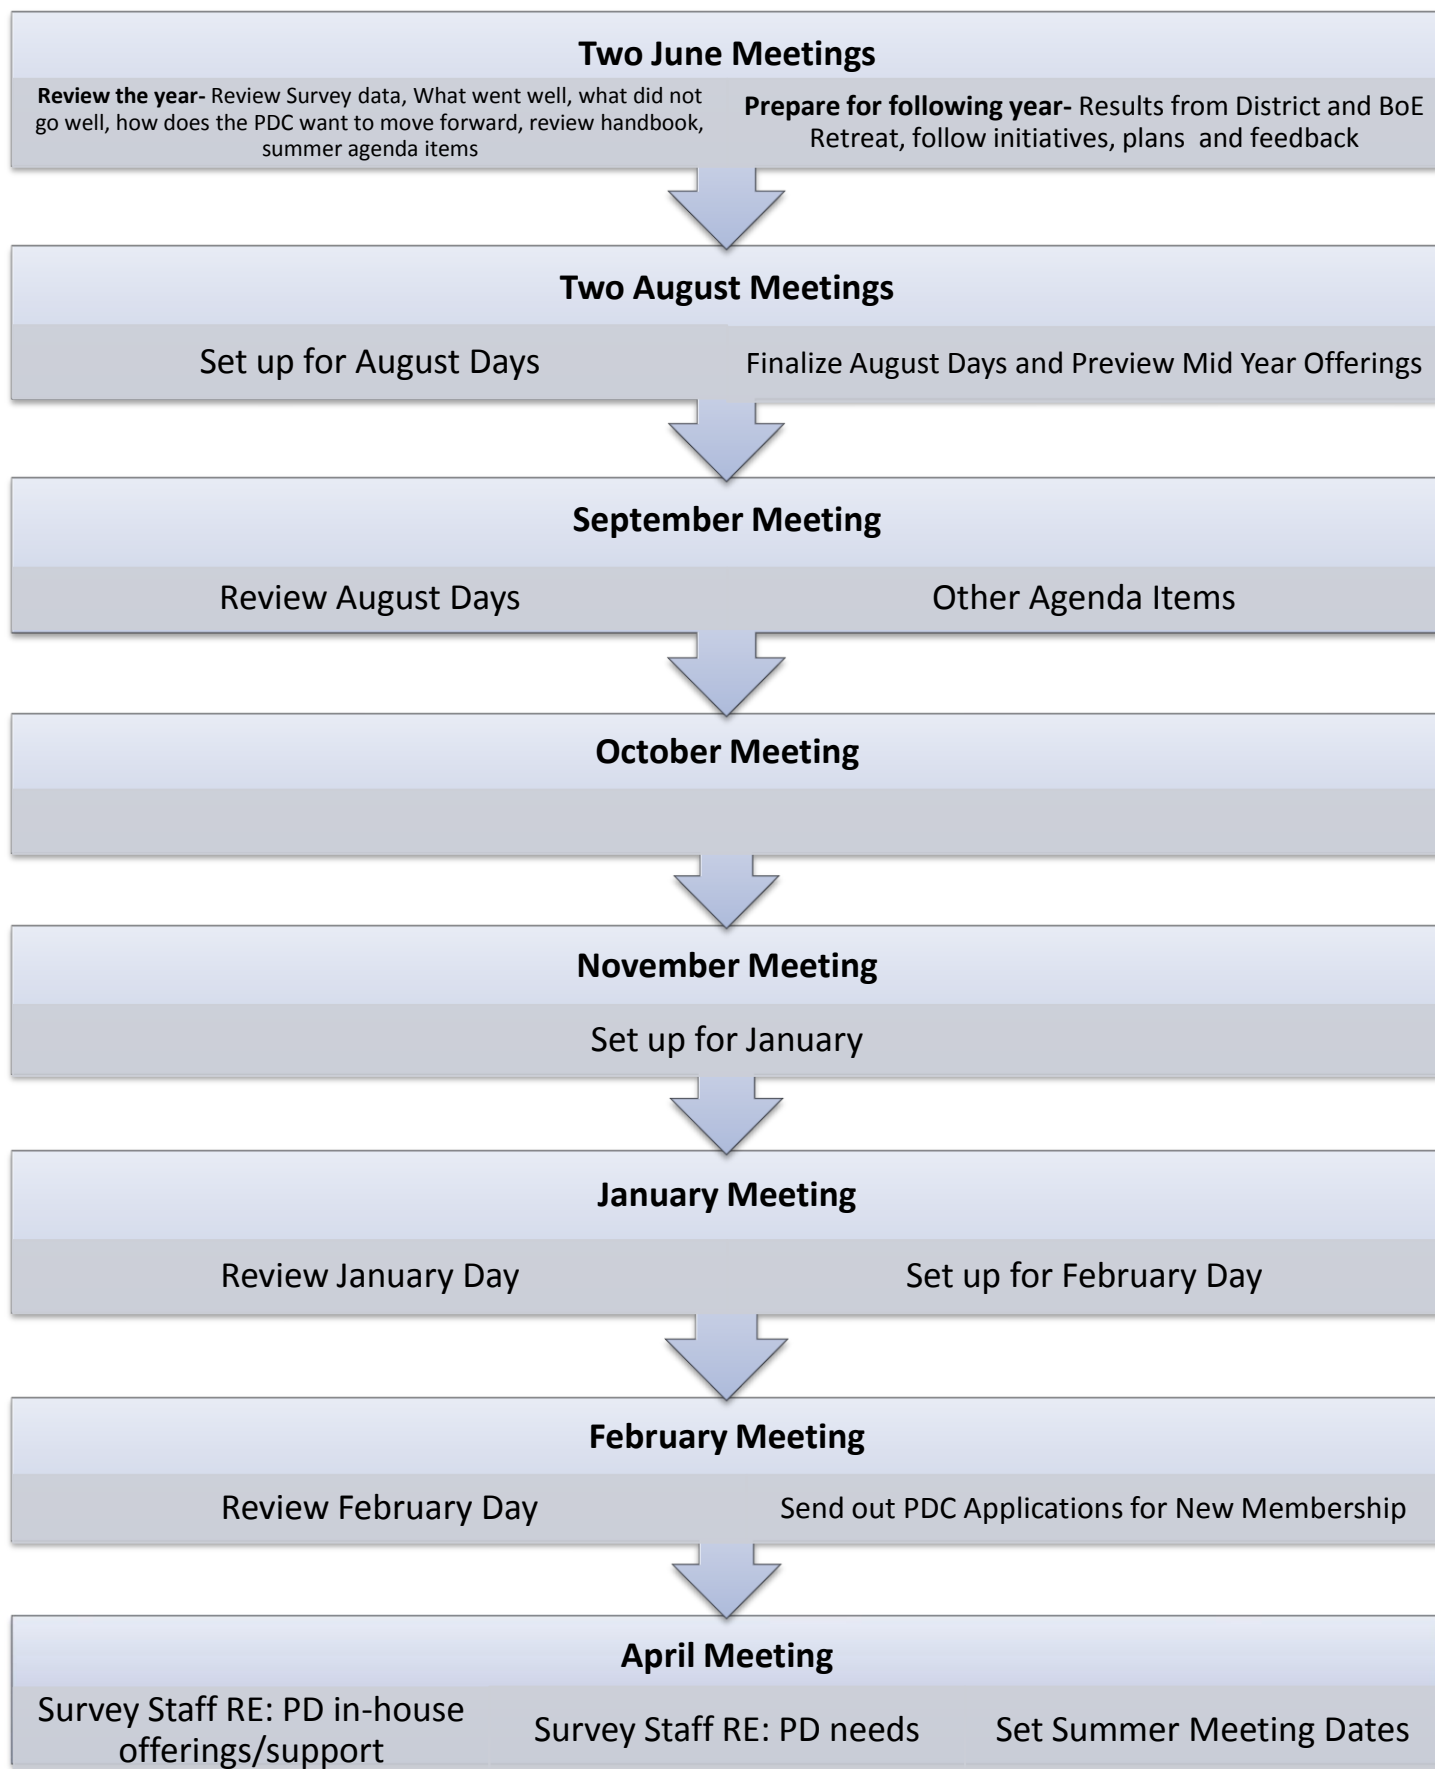 Two June Meetings
Review the year- Review Survey data, What went well, what did not
go well, how does the PDC want to move forward, review handbook,
summer agenda items
Prepare for following year- Results from District and BoE
Retreat, follow initiatives, plans  and feedback
Two August Meetings
Set up for August Days
Finalize August Days and Preview Mid Year Offerings
September Meeting
Review August Days
Other Agenda Items
October Meeting
November Meeting
Set up for January
January Meeting
Review January Day
Set up for February Day
February Meeting
Review February Day
Send out PDC Applications for New Membership
April Meeting
Survey Staff RE: PD in-house
offerings/support
Survey Staff RE: PD needs
Set Summer Meeting Dates